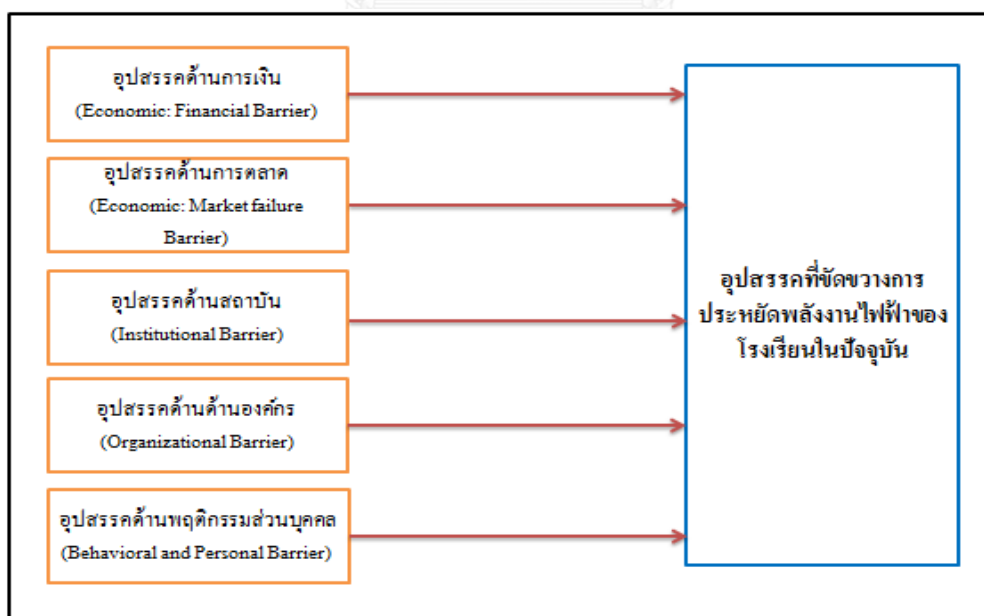 อุปสรรคด้านการเงิน
(Economic: Financial Barrier)
อุปสรรคด้านการตลาด
(Economic: Market failure
Barrier)
อุปสรรคด้านสถาบัน
(Institutional Barrier)
อุปสรรคด้านด้านองค์กร
(Organizational Barrier)
อุปสรรคด้านพฤติกรรมส่วนบุคคล
(Behavioral and Personal Barrier)
อุปสรรคที่ขัดขวางการ
ประหยัดพลังงานไฟฟ้าของ
โรงเรียนในปัจจุบัน